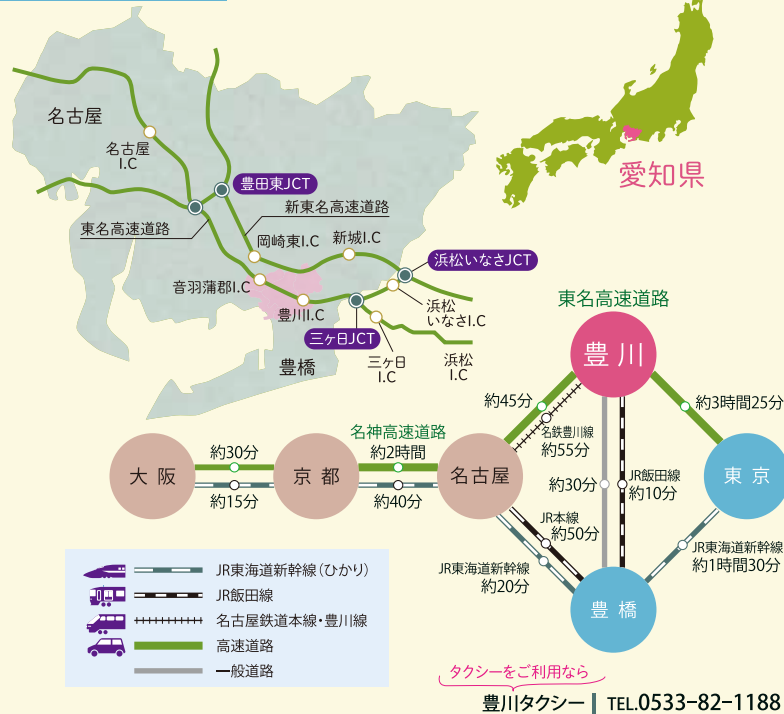 名古屋
名古屋
I.C
豊田東JCT
新東名高速道路
東名高速道路
岡崎東I.C
新城I.C
浜松いなさJCT
音羽蒲郡I.C
豊川I.C
浜松
いなさI.C
三ヶ日JCT
豊橋
三ヶ日
I.C
浜松
I.C
愛知県
東名高速道路
豊川
約45分
約3時間25分
名鉄豊川線
約55分
名神高速道路
約30分
約2時間
大阪
京都
名古屋
東京
約15分
約40分
約30分
JR飯田線
約10分
JR本線
約50分
JR東海道新幹線
約20分
JR東海道新幹線
約1時間30分
豊橋
JR東海道新幹線(ひかり)
JR飯田線
名古屋鉄道本線・豊川線
高速道路
一般道路
タクシーをご利用なら
豊川タクシー | TEL.0533-82-1188